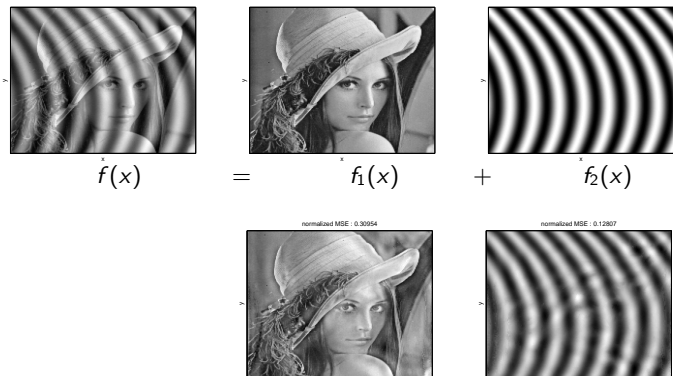 y
y
y
x
x
x
f(x) = f₁(x) + f₂(x)
normalized MSE : 0.30954
normalized MSE : 0.12807
y
y